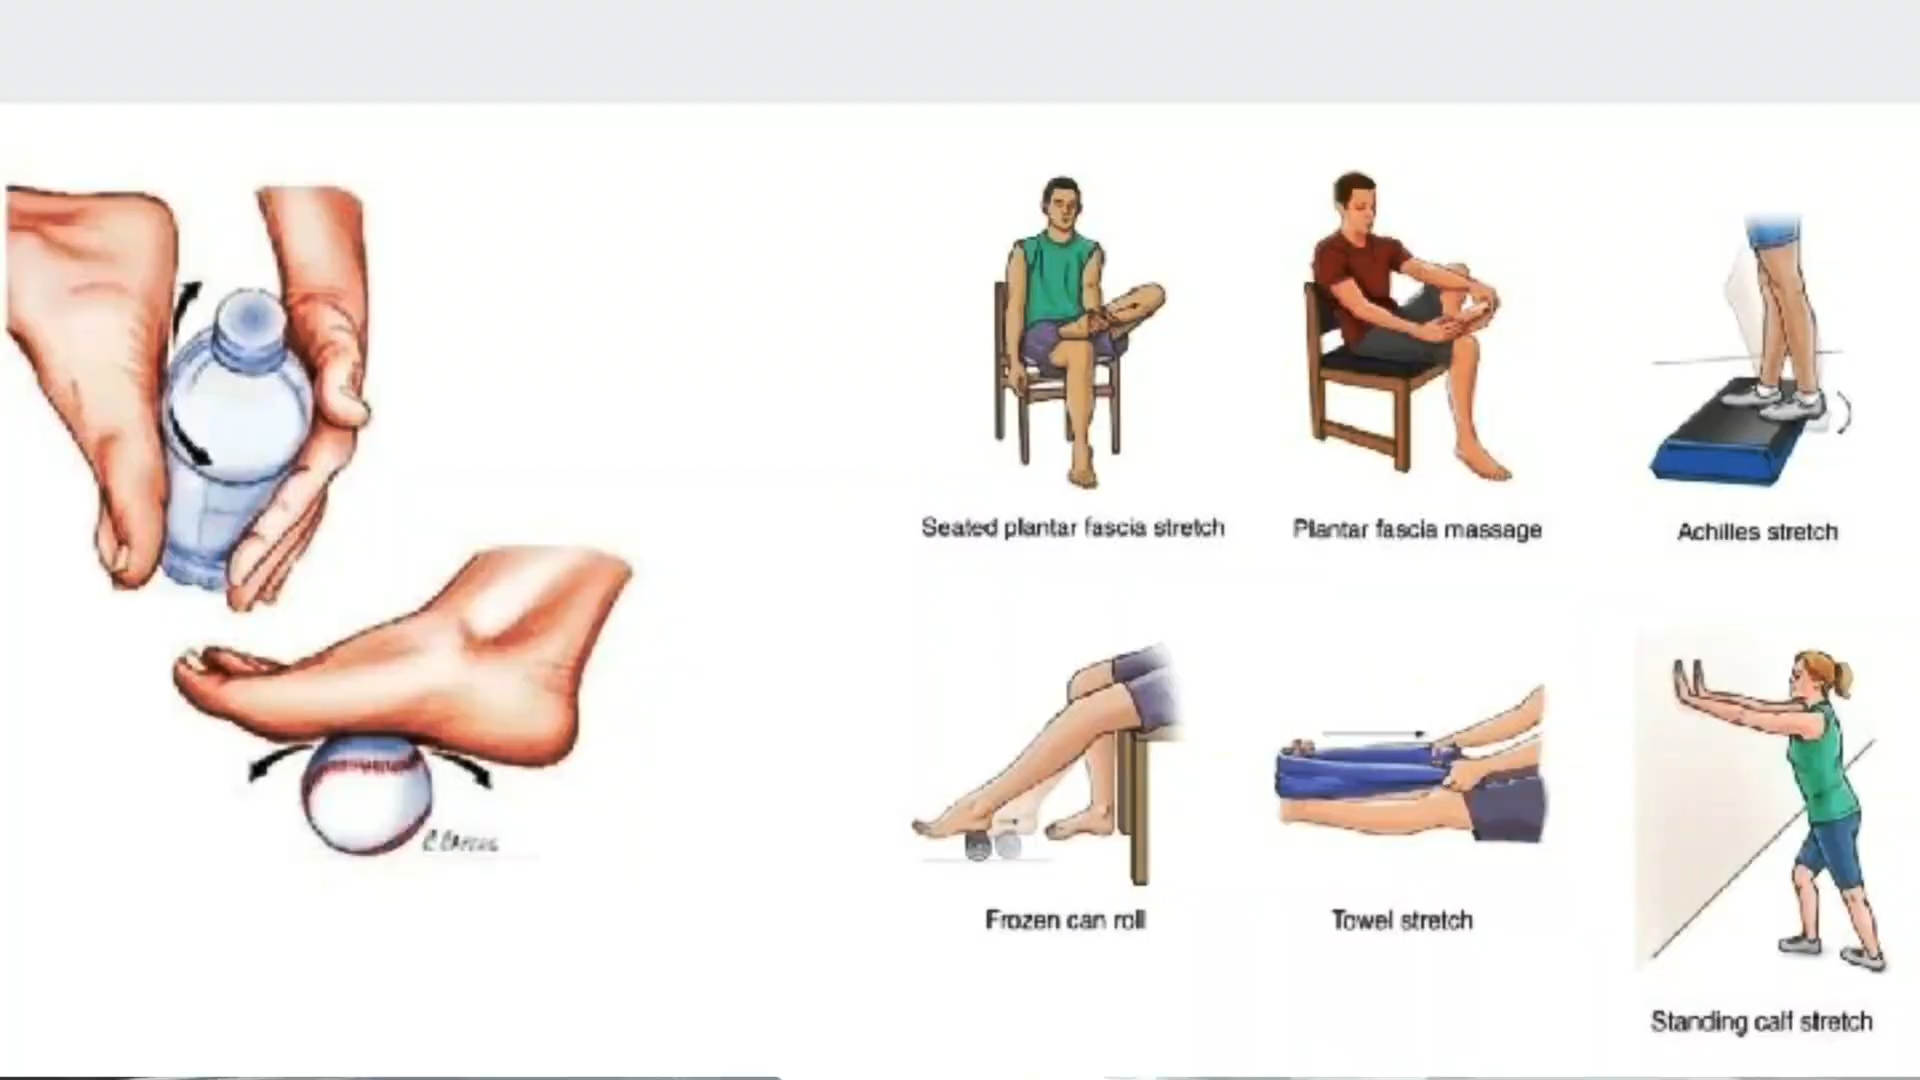 Seated plantar fascia stretch
Plantar fascia massage
Achilles stretch
Frozen can roll
Towel stretch
Standing calf stretch